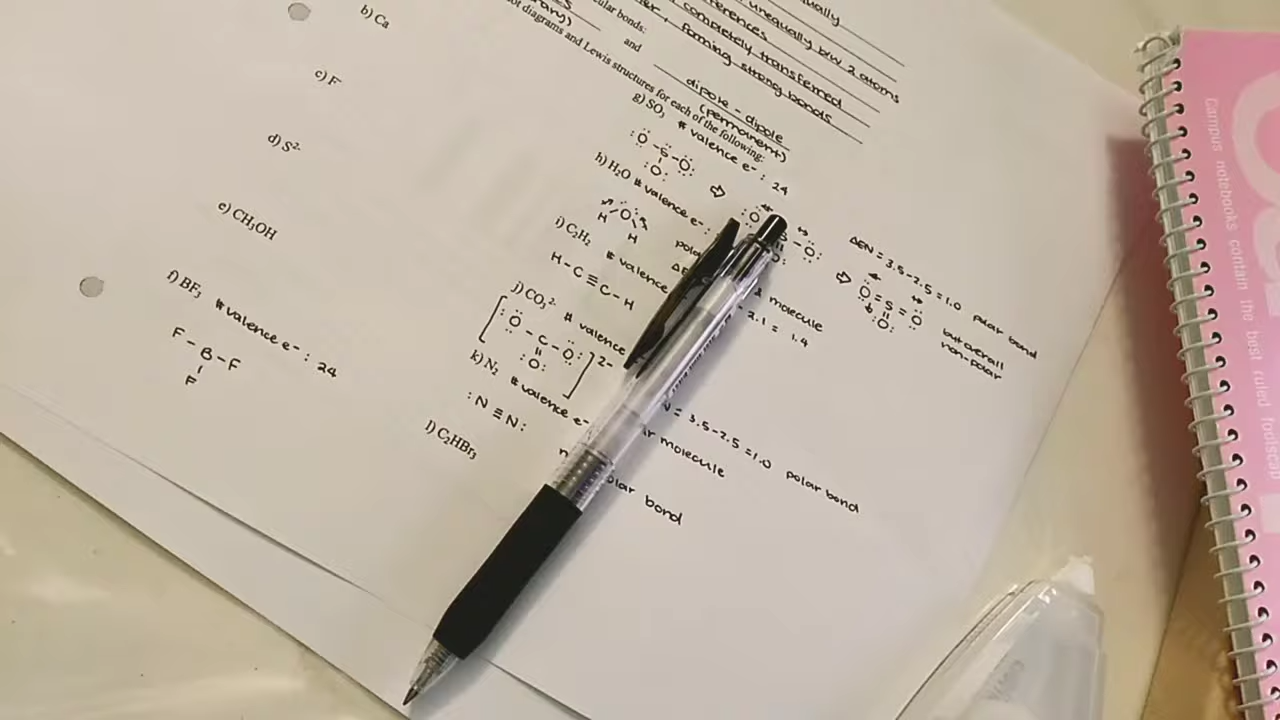 b) Ca
c) F
d) S²⁻
e) CH₃OH
f) BF₃
# valence e⁻ : 24
F - B - F
F
ually
unequally btw 2 atoms
ferences
completely transferred
forming strong bonds
cular bonds:
and
dipole - dipole
(permanent)
ot diagrams and Lewis structures for each of the following:
g) SO₃
# valence e⁻ : 24
:O - S - O:
:O:
ΔEN = 3.5-2.5 = 1.0 polar bond
but overall
non-polar
O = S = O
:O:
h) H₂O
# valence e⁻:
O
H
H
molecule
-2.1 = 1.4
i) C₂H₂
# valence
H-C≡C-H
j) CO₃²⁻
# valence
[:O - C - O:]²⁻
:O:
= 3.5-2.5 = 1.0 polar bond
k) N₂
# valence e⁻
molecule
:N≡N:
olar bond
l) C₂HBr₃
Campus notebooks contain the best ruled foolscap